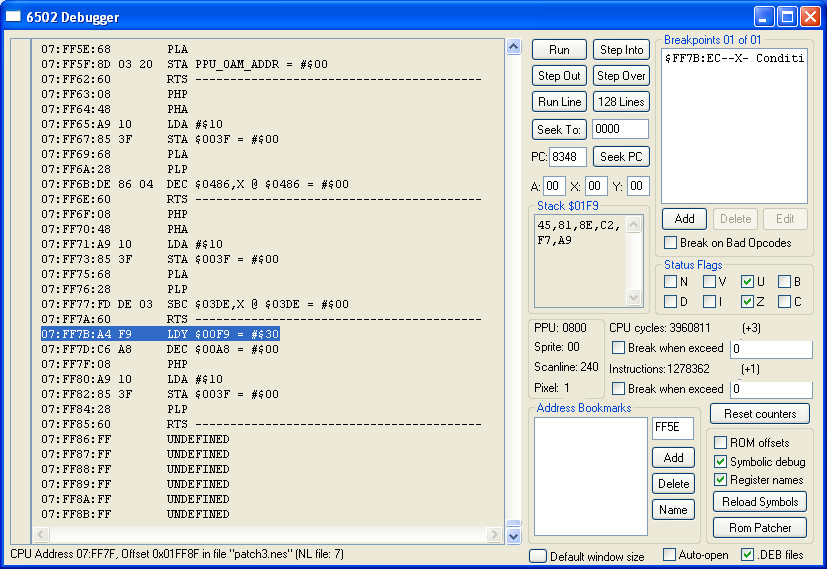 6502 Debugger
07:FF5E:68 PLA
07:FF5F:8D 03 20 STA PPU_OAM_ADDR = #$00
07:FF62:60 RTS -----------------------------------------
07:FF63:08 PHP
07:FF64:48 PHA
07:FF65:A9 10 LDA #$10
07:FF67:85 3F STA $003F = #$00
07:FF69:68 PLA
07:FF6A:28 PLP
07:FF6B:DE 86 04 DEC $0486,X @ $0486 = #$00
07:FF6E:60 RTS -----------------------------------------
07:FF6F:08 PHP
07:FF70:48 PHA
07:FF71:A9 10 LDA #$10
07:FF73:85 3F STA $003F = #$00
07:FF75:68 PLA
07:FF76:28 PLP
07:FF77:FD DE 03 SBC $03DE,X @ $03DE = #$00
07:FF7A:60 RTS -----------------------------------------
07:FF7B:A4 F9 LDY $00F9 = #$30
07:FF7D:C6 A8 DEC $00A8 = #$00
07:FF7F:08 PHP
07:FF80:A9 10 LDA #$10
07:FF82:85 3F STA $003F = #$00
07:FF84:28 PLP
07:FF85:60 RTS -----------------------------------------
07:FF86:FF UNDEFINED
07:FF87:FF UNDEFINED
07:FF88:FF UNDEFINED
07:FF89:FF UNDEFINED
07:FF8A:FF UNDEFINED
07:FF8B:FF UNDEFINED
CPU Address 07:FF7F, Offset 0x01FF8F in file "patch3.nes" (NL file: 7)
Run Step Into
Step Out Step Over
Run Line 128 Lines
Seek To: 0000
PC: 8348 Seek PC
A: 00 X: 00 Y: 00
Stack $01F9
45,81,8E,C2,
F7,A9
Breakpoints 01 of 01
$FF7B:EC--X- Conditi
Add Delete Edit
Break on Bad Opcodes
Status Flags
N V U B
D I Z C
PPU: 0800
Sprite: 00
Scanline: 240
Pixel: 1
CPU cycles: 3960811 (+3)
Break when exceed 0
Instructions: 1278362 (+1)
Break when exceed 0
Address Bookmarks
FF5E
Add
Delete
Name
Reset counters
ROM offsets
Symbolic debug
Register names
Reload Symbols
Rom Patcher
Default window size Auto-open .DEB files